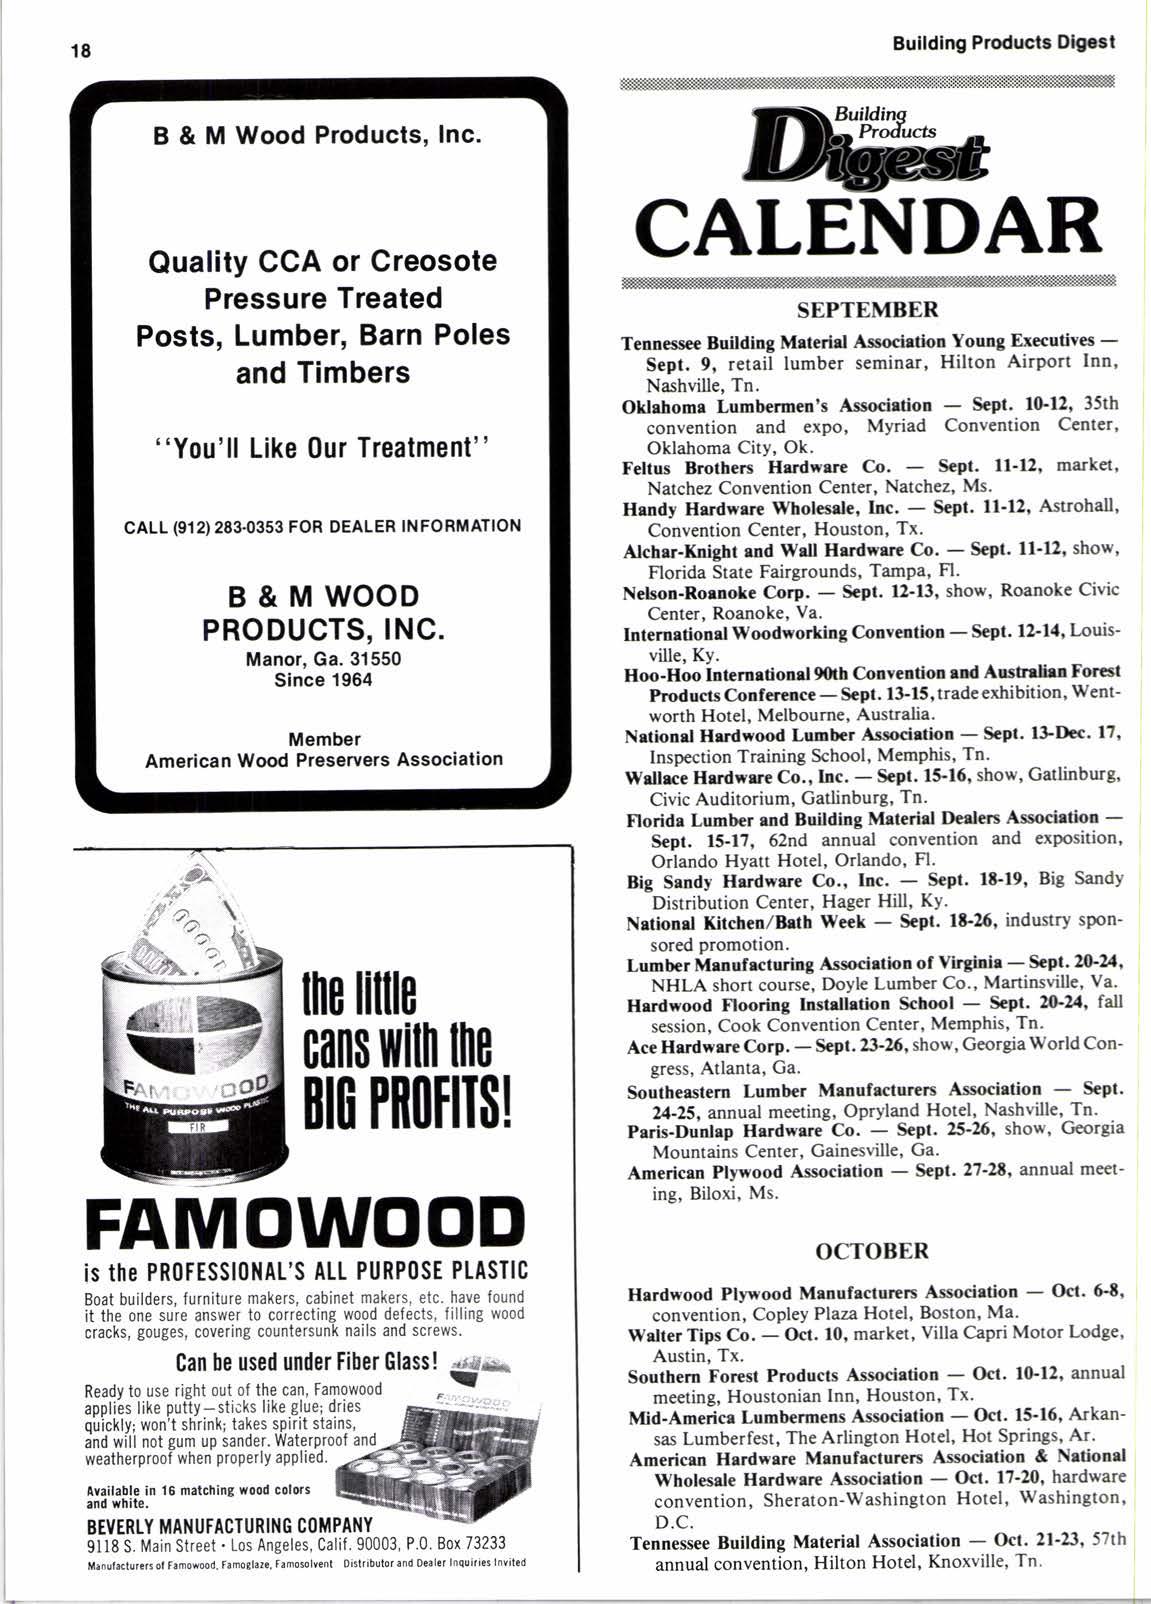 18
Building Products Digest
B & M Wood Products, Inc.
Quality CCA or Creosote
Pressure Treated
Posts, Lumber, Barn Poles
and Timbers
‘‘You'll Like Our Treatment’’
CALL (912) 283-0353 FOR DEALER INFORMATION
B & M WOOD
PRODUCTS, INC.
Manor, Ga. 31550
Since 1964
Member
American Wood Preservers Association
FAMOWOOD
THE ALL PURPOSE WOOD PLASTIC
FIR
the little
cans with the
BIG PROFITS!
FAMOWOOD
is the PROFESSIONAL'S ALL PURPOSE PLASTIC
Boat builders, furniture makers, cabinet makers, etc. have found
it the one sure answer to correcting wood defects, filling wood
cracks, gouges, covering countersunk nails and screws.
Can be used under Fiber Glass!
Ready to use right out of the can, Famowood
applies like putty—sticks like glue; dries
quickly; won't shrink; takes spirit stains,
and will not gum up sander. Waterproof and
weatherproof when properly applied.
FAMOWOOD
Available in 16 matching wood colors
and white.
BEVERLY MANUFACTURING COMPANY
9118 S. Main Street • Los Angeles, Calif. 90003, P.O. Box 73233
Manufacturers of Famowood, Famoglaze, Famosolvent Distributor and Dealer Inquiries Invited
Building
Products
Digest
CALENDAR
SEPTEMBER
Tennessee Building Material Association Young Executives —
Sept. 9, retail lumber seminar, Hilton Airport Inn,
Nashville, Tn.
Oklahoma Lumbermen's Association — Sept. 10-12, 35th
convention and expo, Myriad Convention Center,
Oklahoma City, Ok.
Feltus Brothers Hardware Co. — Sept. 11-12, market,
Natchez Convention Center, Natchez, Ms.
Handy Hardware Wholesale, Inc. — Sept. 11-12, Astrohall,
Convention Center, Houston, Tx.
Alchar-Knight and Wall Hardware Co. — Sept. 11-12, show,
Florida State Fairgrounds, Tampa, Fl.
Nelson-Roanoke Corp. — Sept. 12-13, show, Roanoke Civic
Center, Roanoke, Va.
International Woodworking Convention — Sept. 12-14, Louis-
ville, Ky.
Hoo-Hoo International 90th Convention and Australian Forest
Products Conference — Sept. 13-15, trade exhibition, Went-
worth Hotel, Melbourne, Australia.
National Hardwood Lumber Association — Sept. 13-Dec. 17,
Inspection Training School, Memphis, Tn.
Wallace Hardware Co., Inc. — Sept. 15-16, show, Gatlinburg,
Civic Auditorium, Gatlinburg, Tn.
Florida Lumber and Building Material Dealers Association —
Sept. 15-17, 62nd annual convention and exposition,
Orlando Hyatt Hotel, Orlando, Fl.
Big Sandy Hardware Co., Inc. — Sept. 18-19, Big Sandy
Distribution Center, Hager Hill, Ky.
National Kitchen/Bath Week — Sept. 18-26, industry spon-
sored promotion.
Lumber Manufacturing Association of Virginia — Sept. 20-24,
NHLA short course, Doyle Lumber Co., Martinsville, Va.
Hardwood Flooring Installation School — Sept. 20-24, fall
session, Cook Convention Center, Memphis, Tn.
Ace Hardware Corp. — Sept. 23-26, show, Georgia World Con-
gress, Atlanta, Ga.
Southeastern Lumber Manufacturers Association — Sept.
24-25, annual meeting, Opryland Hotel, Nashville, Tn.
Paris-Dunlap Hardware Co. — Sept. 25-26, show, Georgia
Mountains Center, Gainesville, Ga.
American Plywood Association — Sept. 27-28, annual meet-
ing, Biloxi, Ms.
OCTOBER
Hardwood Plywood Manufacturers Association — Oct. 6-8,
convention, Copley Plaza Hotel, Boston, Ma.
Walter Tips Co. — Oct. 10, market, Villa Capri Motor Lodge,
Austin, Tx.
Southern Forest Products Association — Oct. 10-12, annual
meeting, Houstonian Inn, Houston, Tx.
Mid-America Lumbermens Association — Oct. 15-16, Arkan-
sas Lumberfest, The Arlington Hotel, Hot Springs, Ar.
American Hardware Manufacturers Association & National
Wholesale Hardware Association — Oct. 17-20, hardware
convention, Sheraton-Washington Hotel, Washington,
D.C.
Tennessee Building Material Association — Oct. 21-23, 57th
annual convention, Hilton Hotel, Knoxville, Tn.